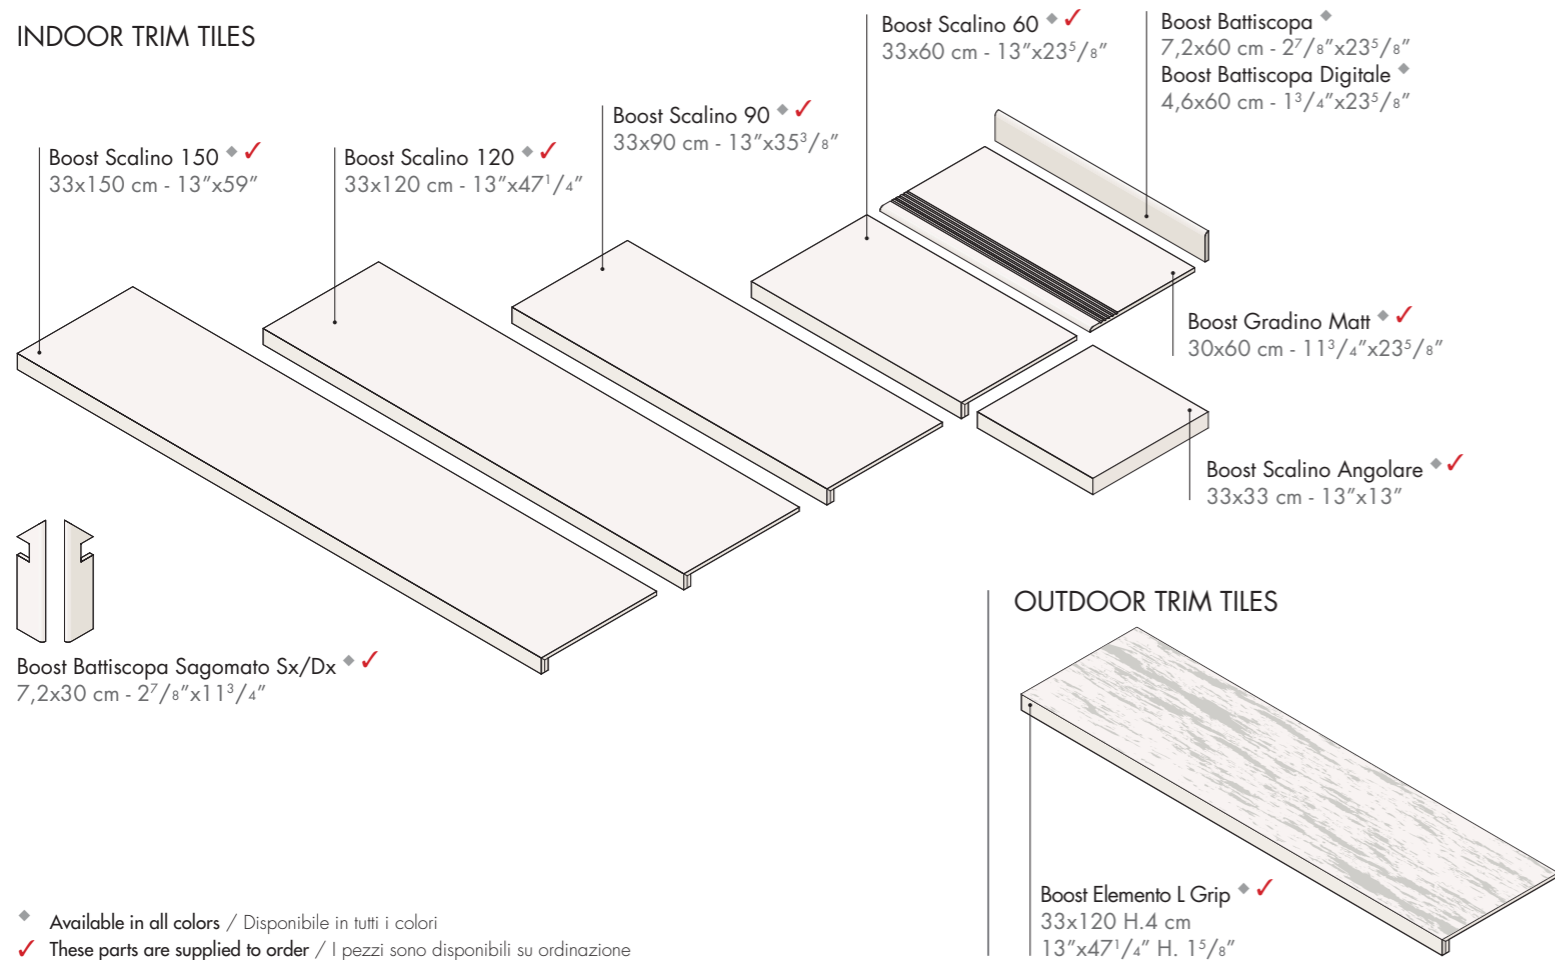 INDOOR TRIM TILES
Boost Scalino 150 ◆ ✓
33x150 cm - 13”x59”
Boost Scalino 120 ◆ ✓
33x120 cm - 13”x47¹/₄”
Boost Scalino 90 ◆ ✓
33x90 cm - 13”x35³/₈”
Boost Scalino 60 ◆ ✓
33x60 cm - 13”x23⁵/₈”
Boost Battiscopa ◆
7,2x60 cm - 2⁷/₈”x23⁵/₈”
Boost Battiscopa Digitale ◆
4,6x60 cm - 1³/₄”x23⁵/₈”
Boost Gradino Matt ◆ ✓
30x60 cm - 11³/₄”x23⁵/₈”
Boost Scalino Angolare ◆ ✓
33x33 cm - 13”x13”
Boost Battiscopa Sagomato Sx/Dx ◆ ✓
7,2x30 cm - 2⁷/₈”x11³/₄”
OUTDOOR TRIM TILES
Boost Elemento L Grip ◆ ✓
33x120 H.4 cm
13”x47¹/₄” H. 1⁵/₈”
◆ Available in all colors / Disponibile in tutti i colori
✓ These parts are supplied to order / I pezzi sono disponibili su ordinazione